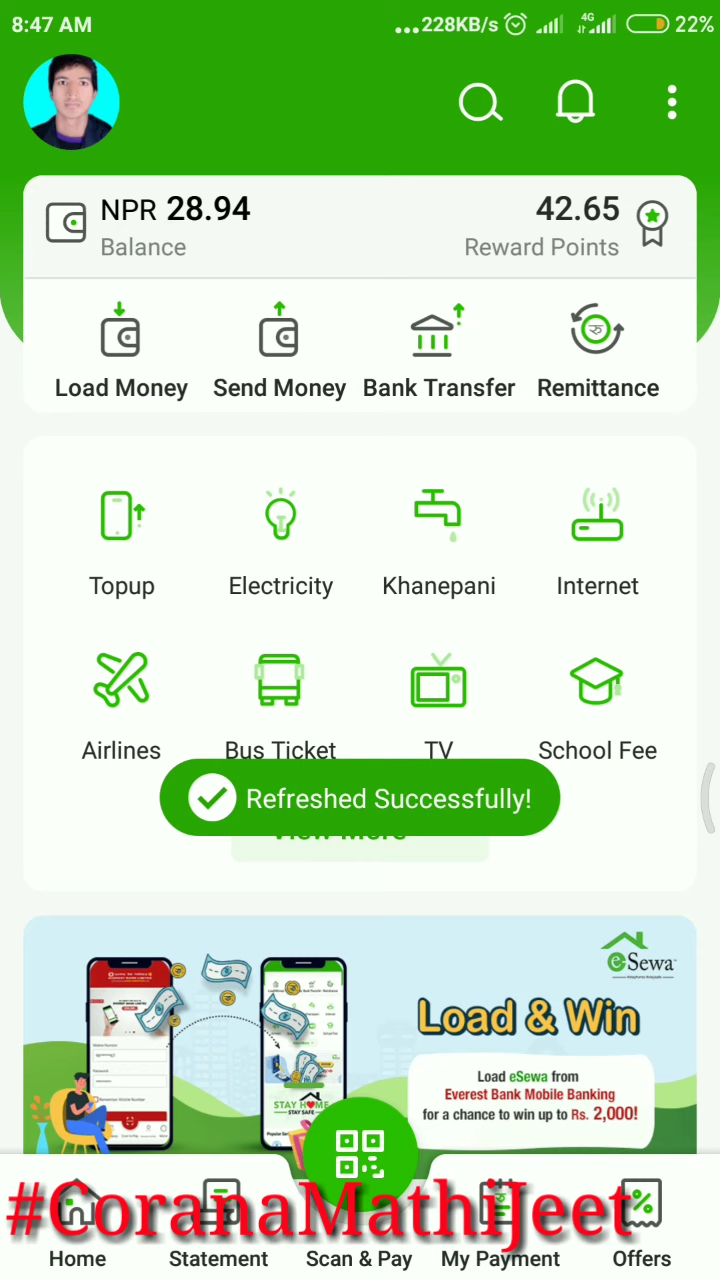 8:47 AM ...228KB/s 4G 22%
NPR 28.94 42.65
Balance Reward Points
Load Money Send Money Bank Transfer Remittance
Topup Electricity Khanepani Internet
Airlines Bus Ticket TV School Fee
Refreshed Successfully!
View More
eSewa
Load & Win
Load eSewa from
Everest Bank Mobile Banking
for a chance to win up to Rs. 2,000!
STAY HOME
STAY SAFE
#CoranaMathiJeet
Home Statement Scan & Pay My Payment Offers